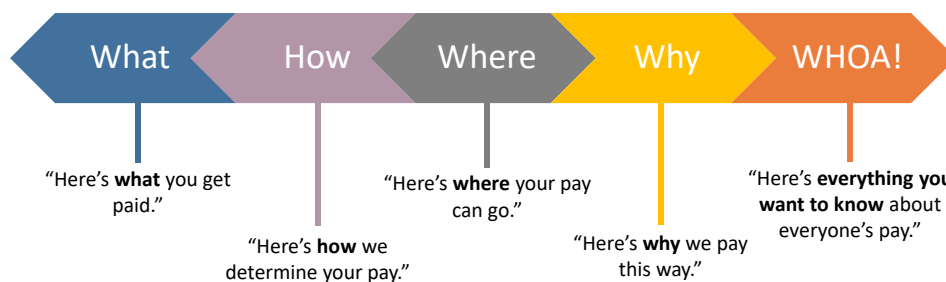 What
How
Where
Why
WHOA!
“Here’s what you get
paid.”
“Here’s how we
determine your pay.”
“Here’s where your pay
can go.”
“Here’s why we pay
this way.”
“Here’s everything you
want to know about
everyone’s pay.”